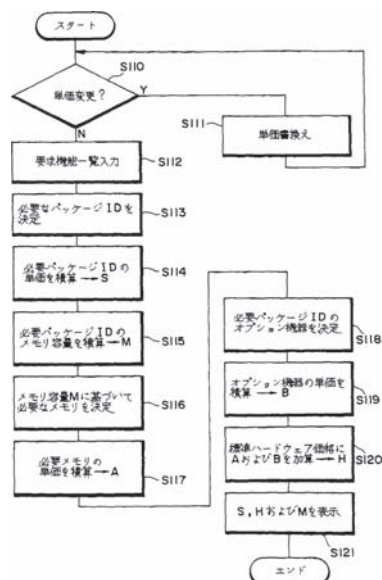 スタート
S110
単価変更?
Y
N
S111
単価書換え
要求機能一覧入力
S112
必要なパッケージIDを
決定
S113
必要パッケージIDの
単価を積算→S
S114
必要パッケージIDの
メモリ容量を積算→M
S115
メモリ容量Mに基づいて
必要なメモリを決定
S116
必要メモリの
単価を積算→A
S117
必要パッケージIDの
オプション機器を決定
S118
オプション機器の単価を
積算→B
S119
標準ハードウェア価格に
AおよびBを加算→H
S120
S,HおよびMを表示
S121
エンド